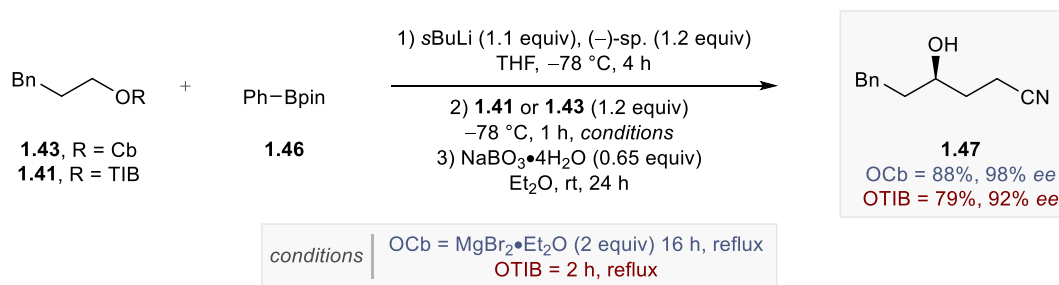 1) sBuLi (1.1 equiv), (−)-sp. (1.2 equiv)
THF, −78 °C, 4 h
Bn
OR
+
Ph−Bpin
2) 1.41 or 1.43 (1.2 equiv)
−78 °C, 1 h, conditions
3) NaBO₃•4H₂O (0.65 equiv)
Et₂O, rt, 24 h
1.43, R = Cb
1.41, R = TIB
1.46
OH
Bn
CN
1.47
OCb = 88%, 98% ee
OTIB = 79%, 92% ee
conditions
OCb = MgBr₂•Et₂O (2 equiv) 16 h, reflux
OTIB = 2 h, reflux